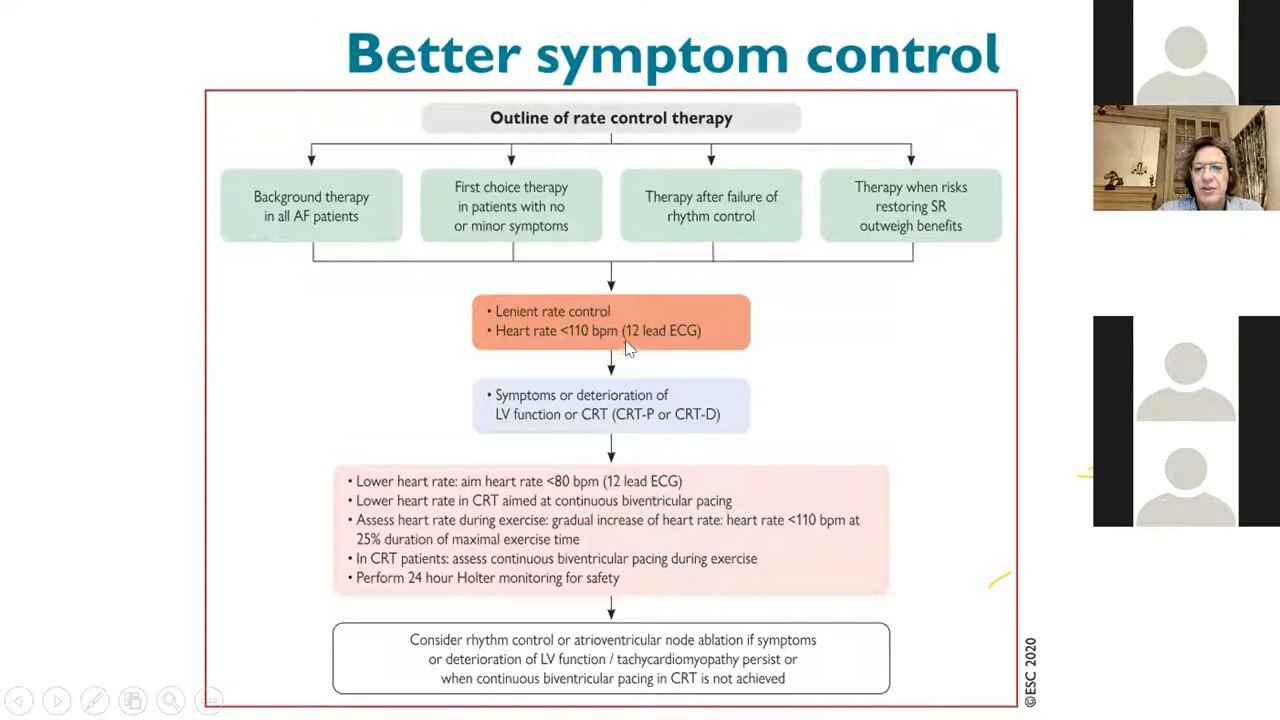 Better symptom control
Outline of rate control therapy
Background therapy
in all AF patients
First choice therapy
in patients with no
or minor symptoms
Therapy after failure of
rhythm control
Therapy when risks
restoring SR
outweigh benefits
• Lenient rate control
• Heart rate <110 bpm (12 lead ECG)
• Symptoms or deterioration of
LV function or CRT (CRT-P or CRT-D)
• Lower heart rate: aim heart rate <80 bpm (12 lead ECG)
• Lower heart rate in CRT aimed at continuous biventricular pacing
• Assess heart rate during exercise: gradual increase of heart rate: heart rate <110 bpm at
25% duration of maximal exercise time
• In CRT patients: assess continuous biventricular pacing during exercise
• Perform 24 hour Holter monitoring for safety
Consider rhythm control or atrioventricular node ablation if symptoms
or deterioration of LV function / tachycardiomyopathy persist or
when continuous biventricular pacing in CRT is not achieved
©ESC 2020